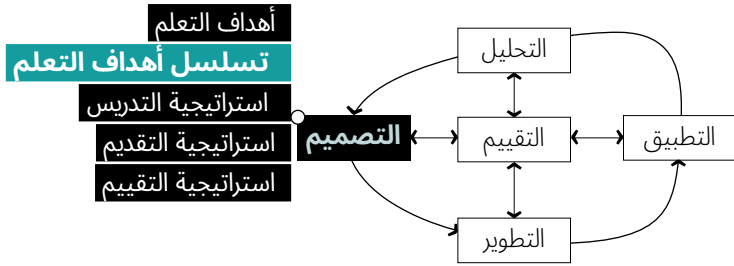 أهداف التعلم
تسلسل أهداف التعلم
استراتيجية التدريس
استراتيجية التقديم
استراتيجية التقييم
التصميم
التحليل
التقييم
التطبيق
التطوير